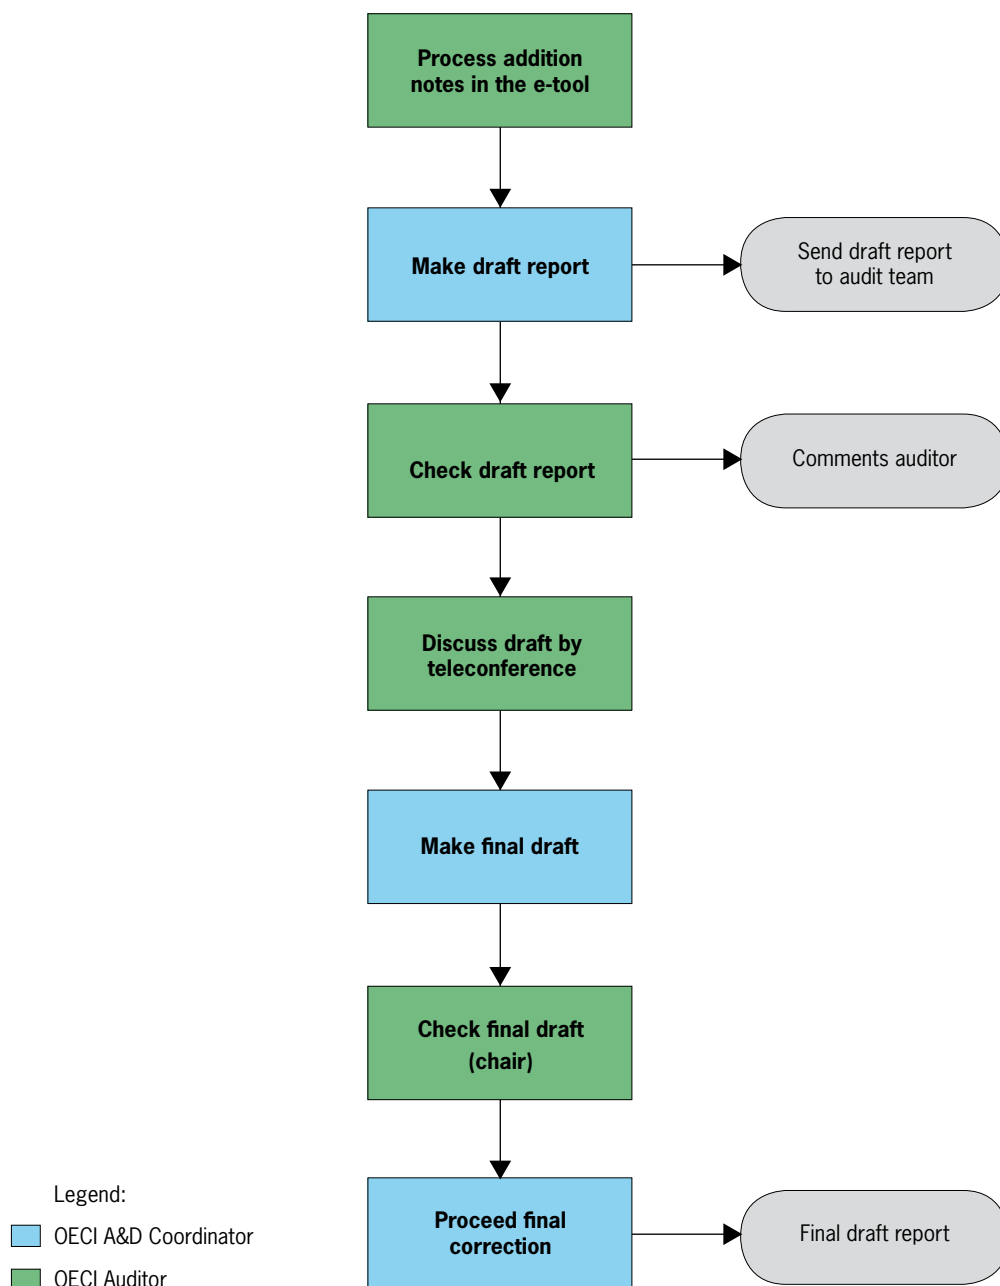 Process addition
notes in the e-tool
Make draft report
Send draft report
to audit team
Check draft report
Comments auditor
Discuss draft by
teleconference
Make final draft
Check final draft
(chair)
Proceed final
correction
Final draft report
Legend:
OECI A&D Coordinator
OECI Auditor